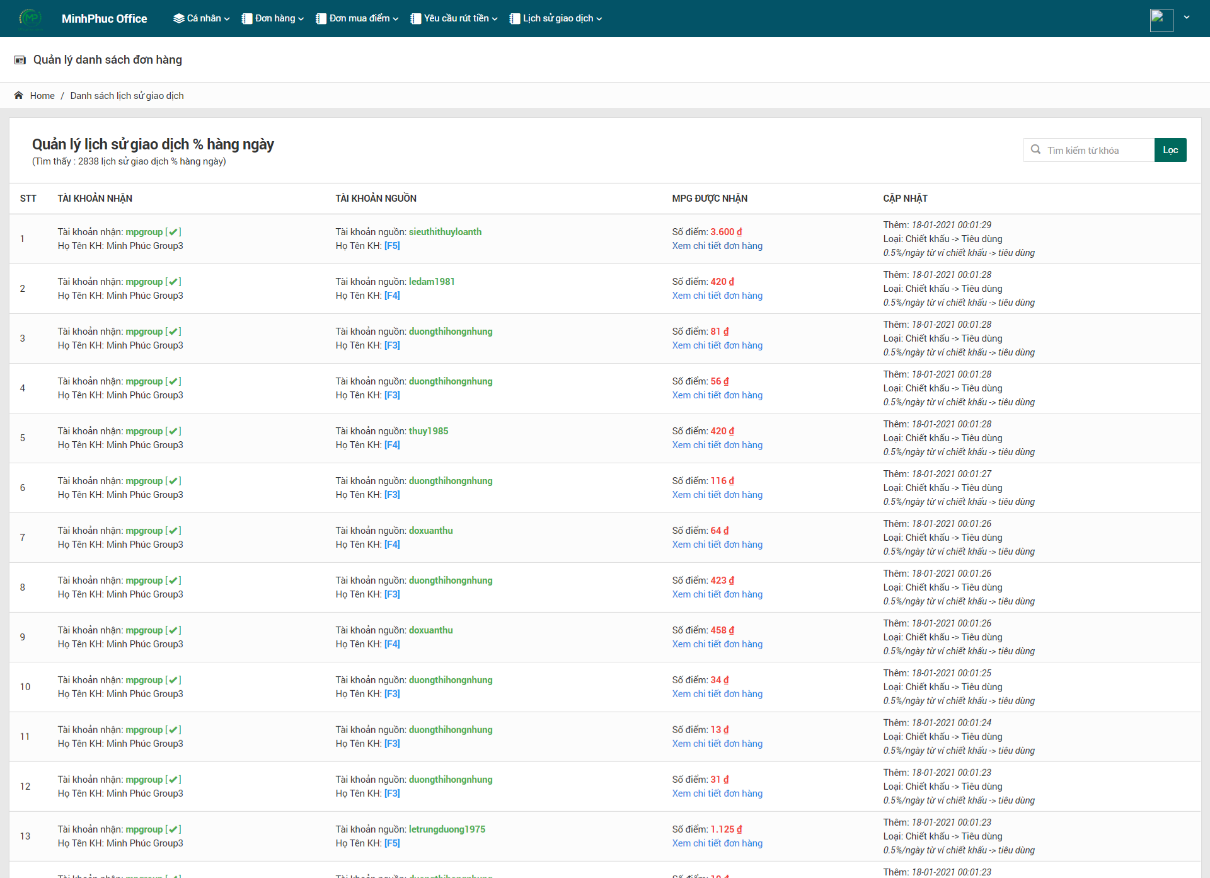 MP
MinhPhuc Office
Cá nhân
Đơn hàng
Đơn mua điểm
Yêu cầu rút tiền
Lịch sử giao dịch
Quản lý danh sách đơn hàng
Home / Danh sách lịch sử giao dịch
Quản lý lịch sử giao dịch % hàng ngày
(Tìm thấy : 2838 lịch sử giao dịch % hàng ngày)
Tìm kiếm từ khóa
Lọc
STT TÀI KHOẢN NHẬN TÀI KHOẢN NGUỒN MPG ĐƯỢC NHẬN CẬP NHẬT
1
Tài khoản nhận: mpgroup [✔]
Họ Tên KH: Minh Phúc Group3
Tài khoản nguồn: sieuthithuyloanth
Họ Tên KH: [F5]
Số điểm: 3.600 ₫
Xem chi tiết đơn hàng
Thêm: 18-01-2021 00:01:29
Loại: Chiết khấu -> Tiêu dùng
0.5%/ngày từ ví chiết khấu -> tiêu dùng
2
Tài khoản nhận: mpgroup [✔]
Họ Tên KH: Minh Phúc Group3
Tài khoản nguồn: ledam1981
Họ Tên KH: [F4]
Số điểm: 420 ₫
Xem chi tiết đơn hàng
Thêm: 18-01-2021 00:01:28
Loại: Chiết khấu -> Tiêu dùng
0.5%/ngày từ ví chiết khấu -> tiêu dùng
3
Tài khoản nhận: mpgroup [✔]
Họ Tên KH: Minh Phúc Group3
Tài khoản nguồn: duongthihongnhung
Họ Tên KH: [F3]
Số điểm: 81 ₫
Xem chi tiết đơn hàng
Thêm: 18-01-2021 00:01:28
Loại: Chiết khấu -> Tiêu dùng
0.5%/ngày từ ví chiết khấu -> tiêu dùng
4
Tài khoản nhận: mpgroup [✔]
Họ Tên KH: Minh Phúc Group3
Tài khoản nguồn: duongthihongnhung
Họ Tên KH: [F3]
Số điểm: 56 ₫
Xem chi tiết đơn hàng
Thêm: 18-01-2021 00:01:28
Loại: Chiết khấu -> Tiêu dùng
0.5%/ngày từ ví chiết khấu -> tiêu dùng
5
Tài khoản nhận: mpgroup [✔]
Họ Tên KH: Minh Phúc Group3
Tài khoản nguồn: thuy1985
Họ Tên KH: [F4]
Số điểm: 420 ₫
Xem chi tiết đơn hàng
Thêm: 18-01-2021 00:01:28
Loại: Chiết khấu -> Tiêu dùng
0.5%/ngày từ ví chiết khấu -> tiêu dùng
6
Tài khoản nhận: mpgroup [✔]
Họ Tên KH: Minh Phúc Group3
Tài khoản nguồn: duongthihongnhung
Họ Tên KH: [F3]
Số điểm: 116 ₫
Xem chi tiết đơn hàng
Thêm: 18-01-2021 00:01:27
Loại: Chiết khấu -> Tiêu dùng
0.5%/ngày từ ví chiết khấu -> tiêu dùng
7
Tài khoản nhận: mpgroup [✔]
Họ Tên KH: Minh Phúc Group3
Tài khoản nguồn: doxuanthu
Họ Tên KH: [F4]
Số điểm: 64 ₫
Xem chi tiết đơn hàng
Thêm: 18-01-2021 00:01:26
Loại: Chiết khấu -> Tiêu dùng
0.5%/ngày từ ví chiết khấu -> tiêu dùng
8
Tài khoản nhận: mpgroup [✔]
Họ Tên KH: Minh Phúc Group3
Tài khoản nguồn: duongthihongnhung
Họ Tên KH: [F3]
Số điểm: 423 ₫
Xem chi tiết đơn hàng
Thêm: 18-01-2021 00:01:26
Loại: Chiết khấu -> Tiêu dùng
0.5%/ngày từ ví chiết khấu -> tiêu dùng
9
Tài khoản nhận: mpgroup [✔]
Họ Tên KH: Minh Phúc Group3
Tài khoản nguồn: doxuanthu
Họ Tên KH: [F4]
Số điểm: 458 ₫
Xem chi tiết đơn hàng
Thêm: 18-01-2021 00:01:26
Loại: Chiết khấu -> Tiêu dùng
0.5%/ngày từ ví chiết khấu -> tiêu dùng
10
Tài khoản nhận: mpgroup [✔]
Họ Tên KH: Minh Phúc Group3
Tài khoản nguồn: duongthihongnhung
Họ Tên KH: [F3]
Số điểm: 34 ₫
Xem chi tiết đơn hàng
Thêm: 18-01-2021 00:01:25
Loại: Chiết khấu -> Tiêu dùng
0.5%/ngày từ ví chiết khấu -> tiêu dùng
11
Tài khoản nhận: mpgroup [✔]
Họ Tên KH: Minh Phúc Group3
Tài khoản nguồn: duongthihongnhung
Họ Tên KH: [F3]
Số điểm: 13 ₫
Xem chi tiết đơn hàng
Thêm: 18-01-2021 00:01:24
Loại: Chiết khấu -> Tiêu dùng
0.5%/ngày từ ví chiết khấu -> tiêu dùng
12
Tài khoản nhận: mpgroup [✔]
Họ Tên KH: Minh Phúc Group3
Tài khoản nguồn: duongthihongnhung
Họ Tên KH: [F3]
Số điểm: 31 ₫
Xem chi tiết đơn hàng
Thêm: 18-01-2021 00:01:23
Loại: Chiết khấu -> Tiêu dùng
0.5%/ngày từ ví chiết khấu -> tiêu dùng
13
Tài khoản nhận: mpgroup [✔]
Họ Tên KH: Minh Phúc Group3
Tài khoản nguồn: letrungduong1975
Họ Tên KH: [F5]
Số điểm: 1.125 ₫
Xem chi tiết đơn hàng
Thêm: 18-01-2021 00:01:23
Loại: Chiết khấu -> Tiêu dùng
0.5%/ngày từ ví chiết khấu -> tiêu dùng
Thêm: 18-01-2021 00:01:23